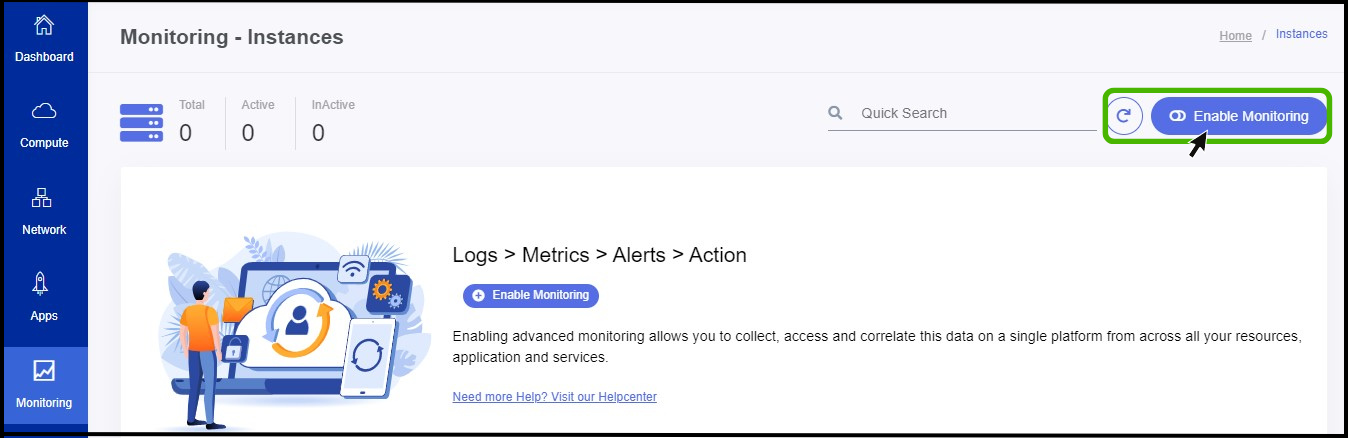 Dashboard
Compute
Network
Apps
Monitoring
Monitoring - Instances
Home / Instances
Total Active InActive
0 0 0
Quick Search
Enable Monitoring
Logs > Metrics > Alerts > Action
Enable Monitoring
Enabling advanced monitoring allows you to collect, access and correlate this data on a single platform from across all your resources,
application and services.
Need more Help? Visit our Helpcenter